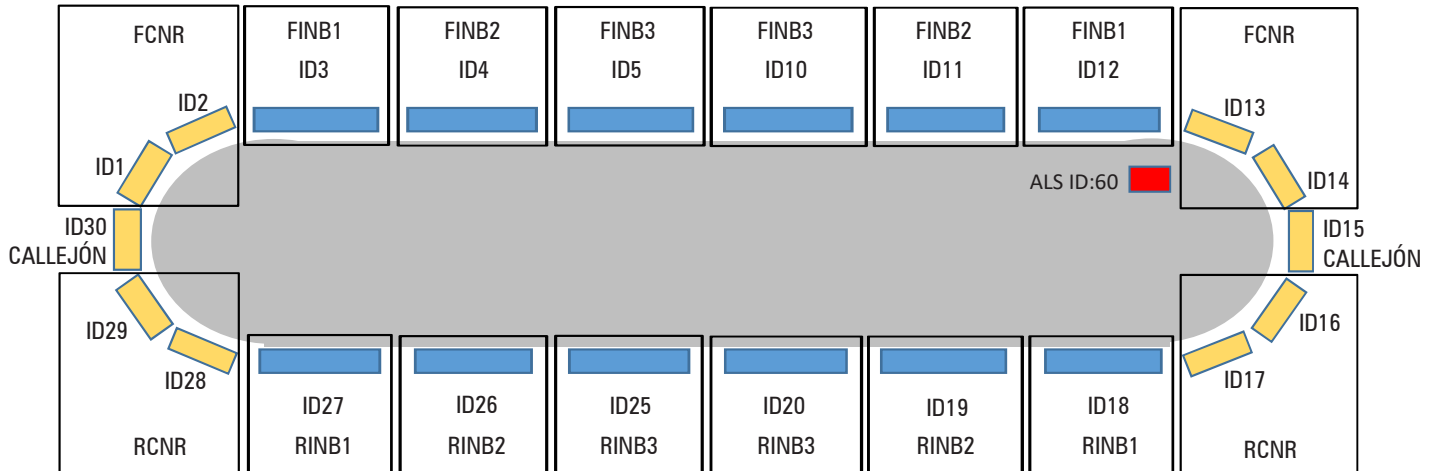 FCNR
FINB1
FINB2
FINB3
FINB3
FINB2
FINB1
FCNR
ID3
ID4
ID5
ID10
ID11
ID12
ID2
ID13
ID1
ALS ID:60
ID14
ID30
CALLEJÓN
ID15
CALLEJÓN
ID29
ID16
ID28
ID17
ID27
ID26
ID25
ID20
ID19
ID18
RCNR
RINB1
RINB2
RINB3
RINB3
RINB2
RINB1
RCNR